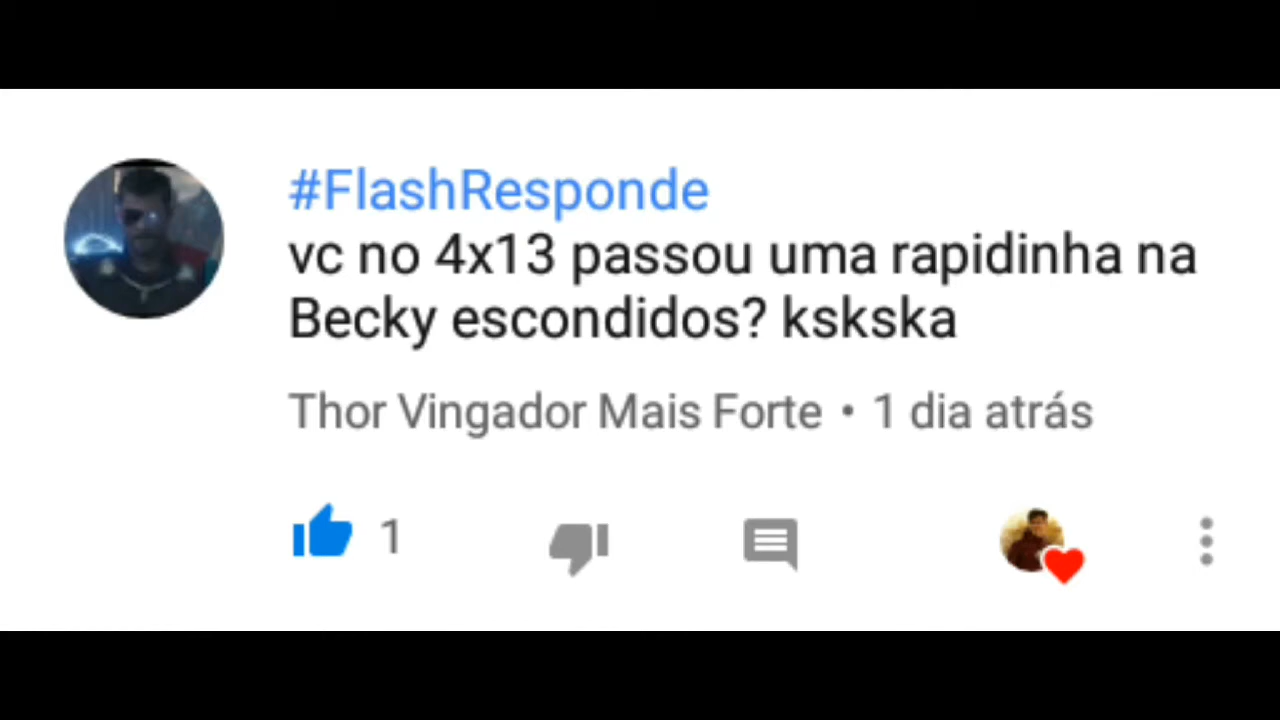 #FlashResponde
vc no 4x13 passou uma rapidinha na
Becky escondidos? kskska
Thor Vingador Mais Forte • 1 dia atrás
1